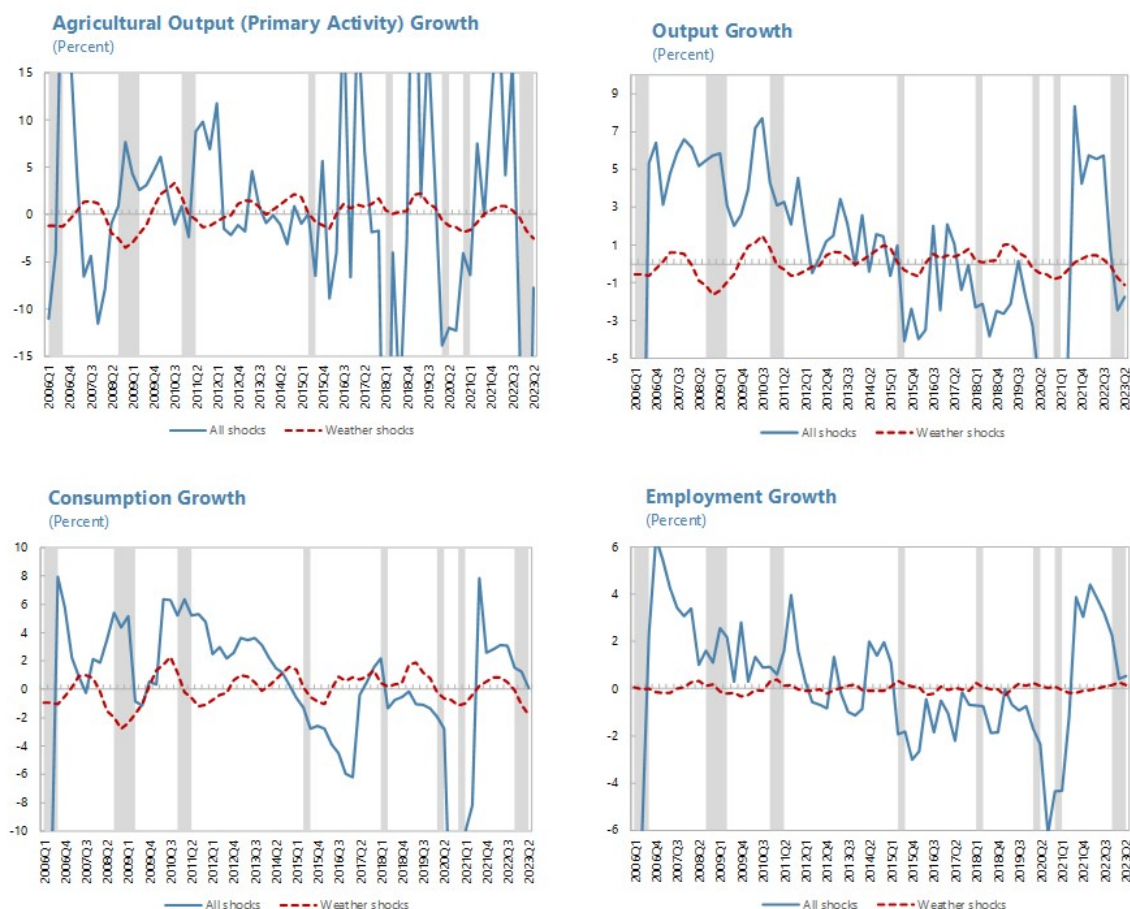 Agricultural Output (Primary Activity) Growth
(Percent)
15
10
5
0
-5
-10
-15
2006Q1
2006Q4
2007Q3
2008Q2
2009Q1
2009Q4
2010Q3
2011Q2
2012Q1
2012Q4
2013Q3
2014Q2
2015Q1
2015Q4
2016Q3
2017Q2
2018Q1
2018Q4
2019Q3
2020Q2
2021Q1
2021Q4
2022Q3
2023Q2
All shocks
Weather shocks
Output Growth
(Percent)
9
7
5
3
1
-1
-3
-5
2006Q1
2006Q4
2007Q3
2008Q2
2009Q1
2009Q4
2010Q3
2011Q2
2012Q1
2012Q4
2013Q3
2014Q2
2015Q1
2015Q4
2016Q3
2017Q2
2018Q1
2018Q4
2019Q3
2020Q2
2021Q1
2021Q4
2022Q3
2023Q2
All shocks
Weather shocks
Consumption Growth
(Percent)
10
8
6
4
2
0
-2
-4
-6
-8
-10
2006Q1
2006Q4
2007Q3
2008Q2
2009Q1
2009Q4
2010Q3
2011Q2
2012Q1
2012Q4
2013Q3
2014Q2
2015Q1
2015Q4
2016Q3
2017Q2
2018Q1
2018Q4
2019Q3
2020Q2
2021Q1
2021Q4
2022Q3
2023Q2
All shocks
Weather shocks
Employment Growth
(Percent)
6
4
2
0
-2
-4
-6
2006Q1
2006Q4
2007Q3
2008Q2
2009Q1
2009Q4
2010Q3
2011Q2
2012Q1
2012Q4
2013Q3
2014Q2
2015Q1
2015Q4
2016Q3
2017Q2
2018Q1
2018Q4
2019Q3
2020Q2
2021Q1
2021Q4
2022Q3
2023Q2
All shocks
Weather shocks